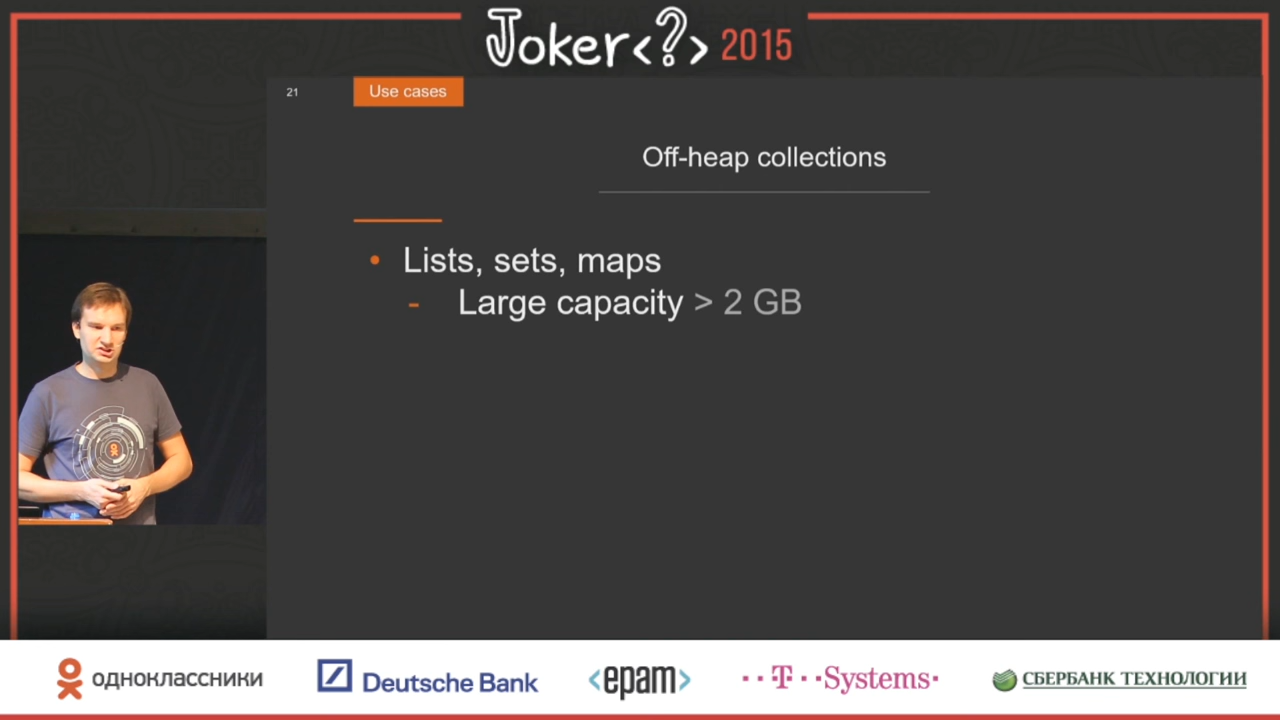 Joker<?> 2015
21
Use cases
Off-heap collections
• Lists, sets, maps
- Large capacity > 2 GB
одноклассники
Deutsche Bank
<epam>
··T··Systems·
СБЕРБАНК ТЕХНОЛОГИИ